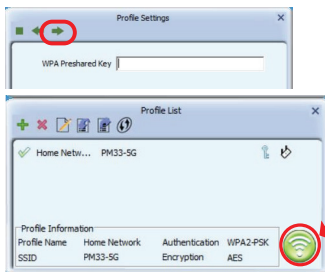 Profile Settings
WPA Preshared Key
Profile List
Home Netw... PM33-5G
Profile Information
Profile Name Home Network Authentication WPA2-PSK
SSID PM33-5G Encryption AES